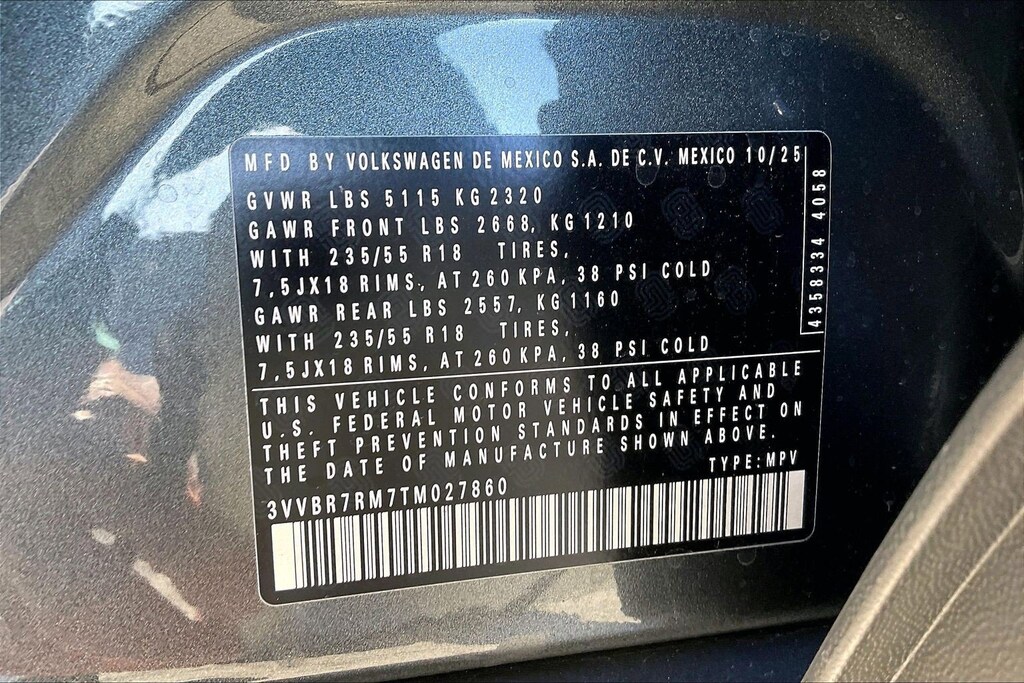 MFD BY VOLKSWAGEN DE MEXICO S.A. DE C.V. MEXICO 10/25
GVWR LBS 5115 KG 2320
GAWR FRONT LBS 2668, KG 1210
WITH 235/55 R18 TIRES,
7,5JX18 RIMS, AT 260 KPA, 38 PSI COLD
GAWR REAR LBS 2557, KG 1160
WITH 235/55 R18 TIRES,
7,5JX18 RIMS, AT 260 KPA, 38 PSI COLD
4358334 4058
THIS VEHICLE CONFORMS TO ALL APPLICABLE
U.S. FEDERAL MOTOR VEHICLE SAFETY AND
THEFT PREVENTION STANDARDS IN EFFECT ON
THE DATE OF MANUFACTURE SHOWN ABOVE.
TYPE: MPV
3VVBR7RM7TM027860